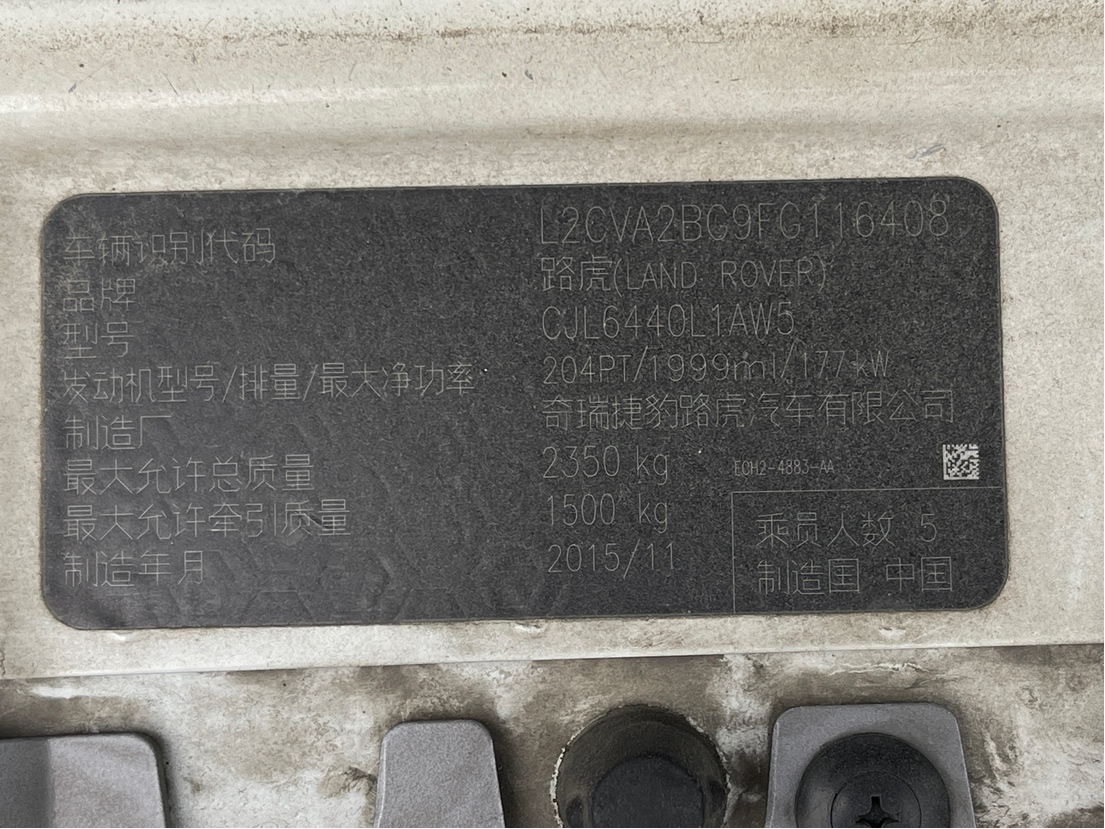 车辆识别代码 L2CVA2BG9FG116408
品牌 路虎(LAND ROVER)
型号 CJL6440L1AW5
发动机型号/排量/最大净功率 204PT/1999ml/177kW
制造厂 奇瑞捷豹路虎汽车有限公司
最大允许总质量 2350 kg
ECH2-4883-AA
最大允许牵引质量 1500 kg
乘员人数 5
制造年月 2015/11
制造国 中国